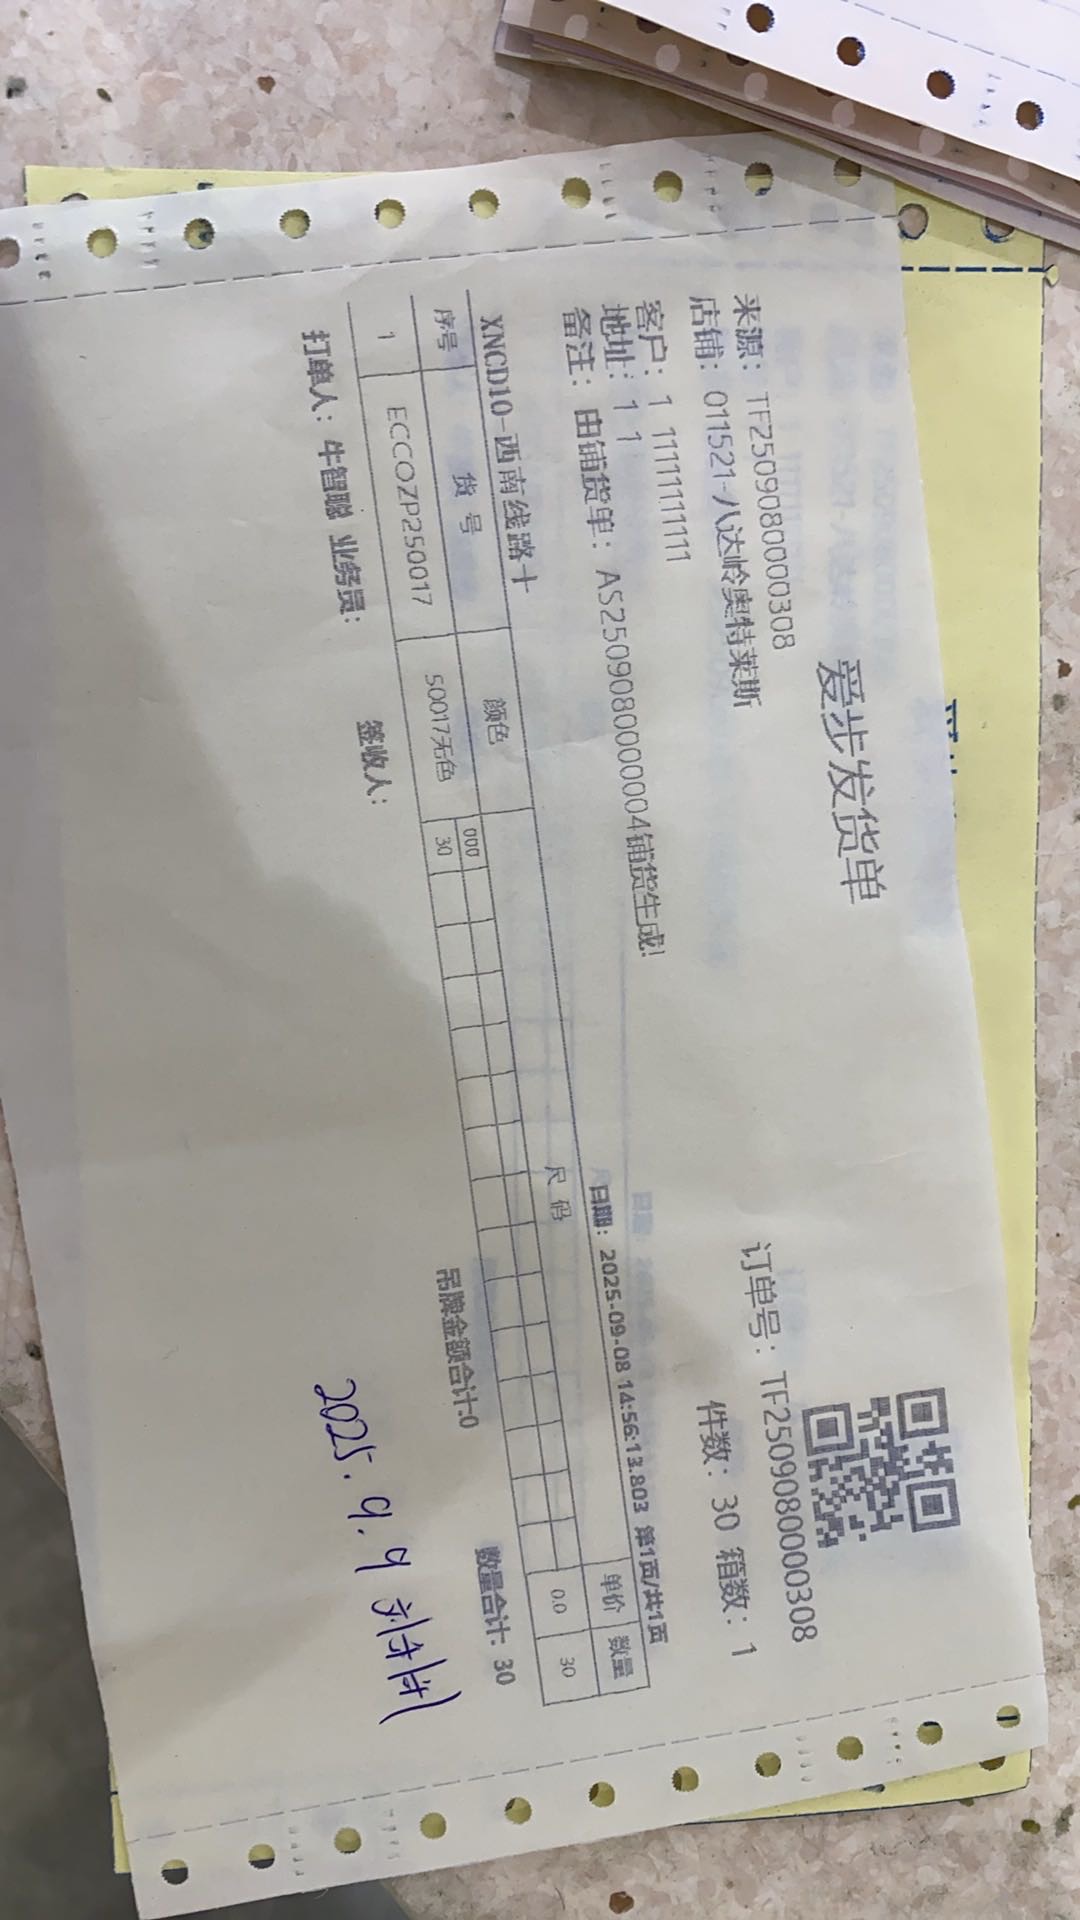 爱步发货单
来源：TF2509080000308
订单号：TF2509080000308
店铺：011521-八达岭奥特莱斯
件数：30 箱数：1
客户：1 11111111111
地址：1 1
备注：由铺货单：AS2509080000004铺货生成!
XNCD10-西南线路十
日期：2025-09-08 14:56:13.803 第1页/共1页
序号 货号 颜色 尺码 单价 数量
000
1 ECCOZP250017 50017无色 30 0.0 30
吊牌金额合计:0 数量合计: 30
打单人：牛智聪 业务员： 签收人：
2025.9.9